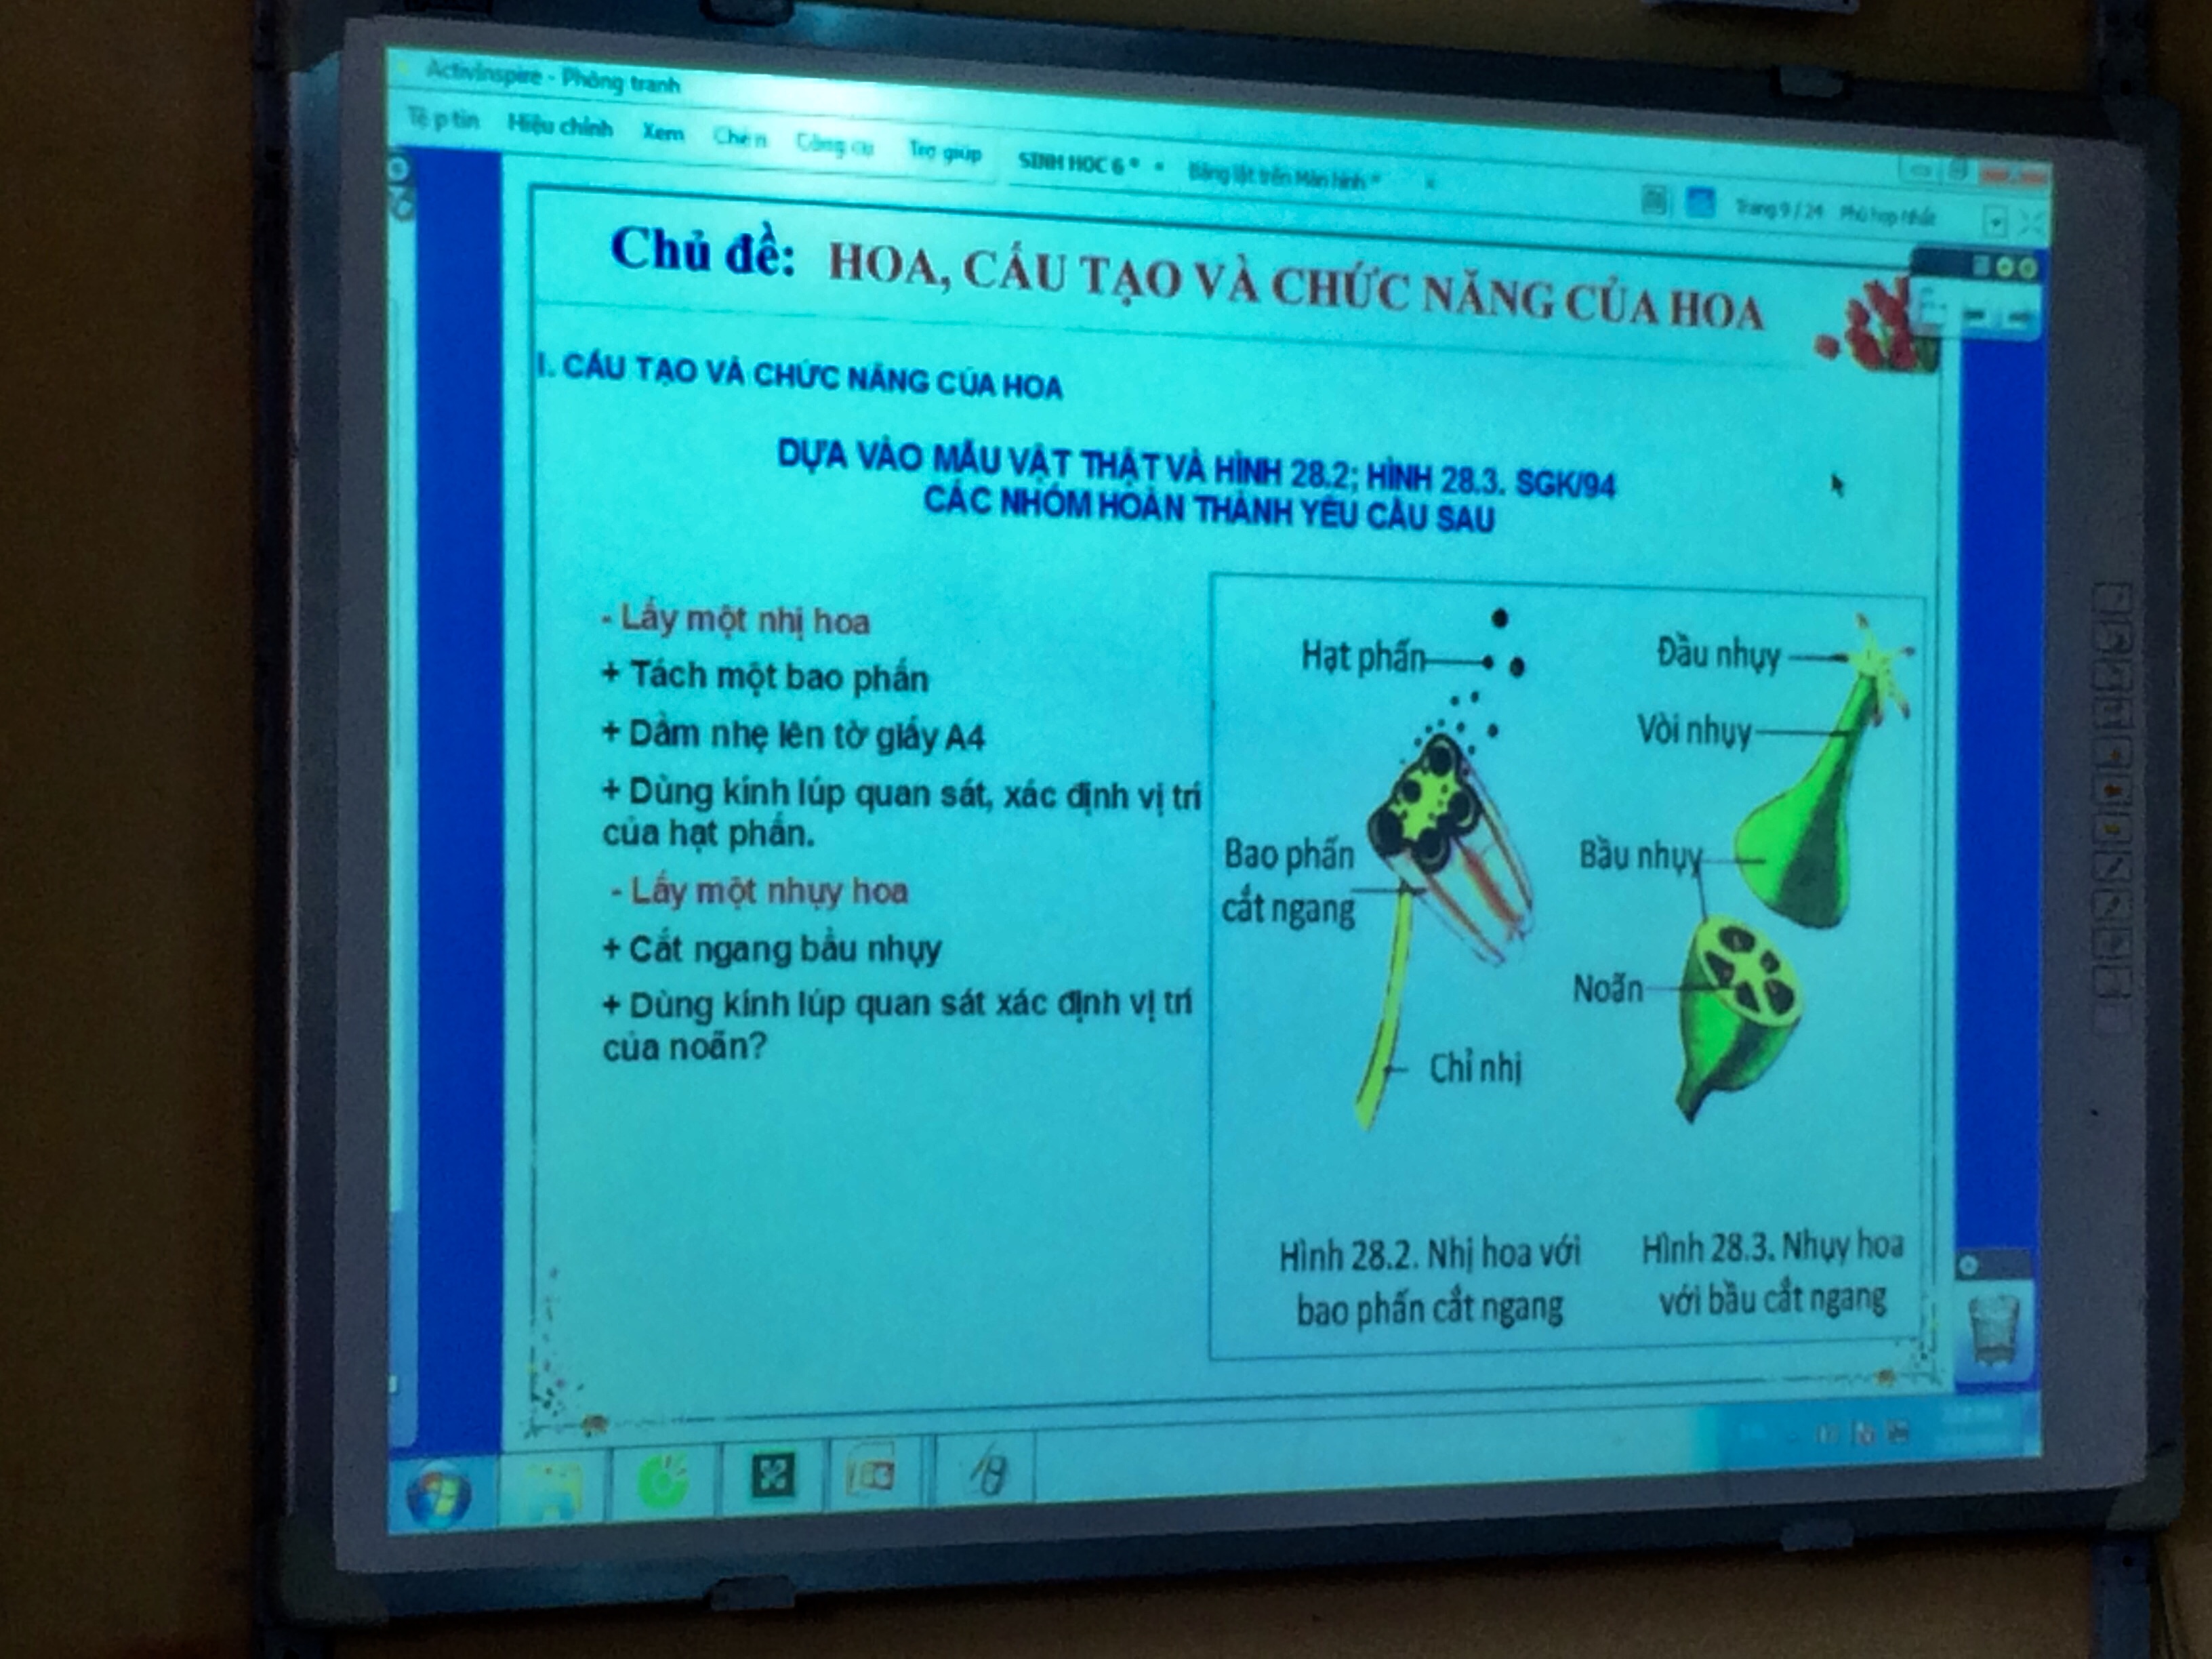 ActivInspire - Phòng tranh
Tệp tin Hiệu chỉnh Xem Chèn Công cụ Trợ giúp SINH HOC 6 * Bảng lật trên Màn hình *
Trang 9 / 24 Phù hợp Nhất
Chủ đề: HOA, CẤU TẠO VÀ CHỨC NĂNG CỦA HOA
I. CẤU TẠO VÀ CHỨC NĂNG CỦA HOA
DỰA VÀO MẪU VẬT THẬT VÀ HÌNH 28.2; HÌNH 28.3. SGK/94
CÁC NHÓM HOÀN THÀNH YÊU CẦU SAU
- Lấy một nhị hoa
+ Tách một bao phấn
+ Dầm nhẹ lên tờ giấy A4
+ Dùng kính lúp quan sát, xác định vị trí
của hạt phấn.
- Lấy một nhụy hoa
+ Cắt ngang bầu nhụy
+ Dùng kính lúp quan sát xác định vị trí
của noãn?
Hạt phấn
Bao phấn
cắt ngang
Chỉ nhị
Hình 28.2. Nhị hoa với
bao phấn cắt ngang
Đầu nhụy
Vòi nhụy
Bầu nhụy
Noãn
Hình 28.3. Nhụy hoa
với bầu cắt ngang